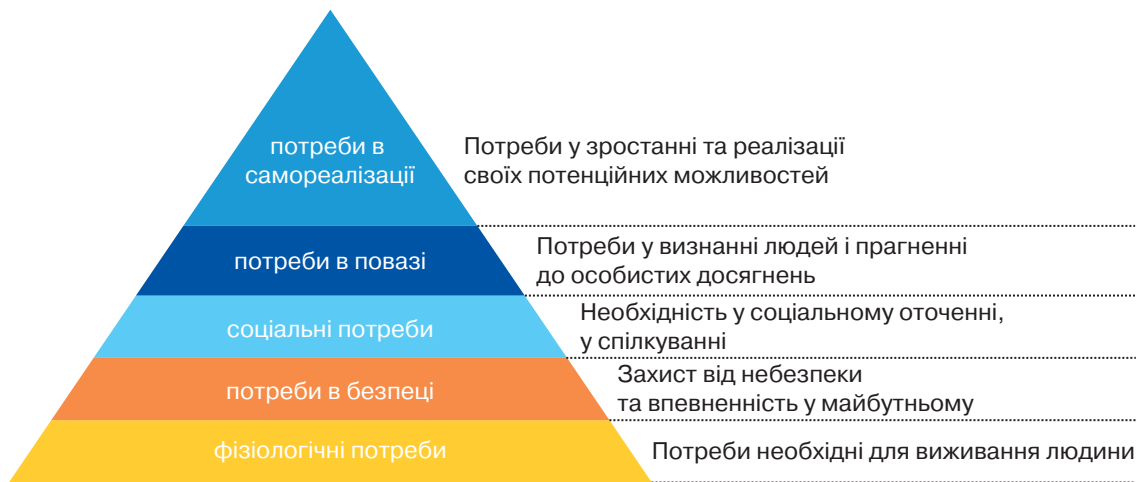 потреби в
самореалізації
Потреби у зростанні та реалізації
своїх потенційних можливостей
потреби в повазі
Потреби у визнанні людей і прагненні
до особистих досягнень
соціальні потреби
Необхідність у соціальному оточенні,
у спілкуванні
потреби в безпеці
Захист від небезпеки
та впевненність у майбутньому
фізіологічні потреби
Потреби необхідні для виживання людини